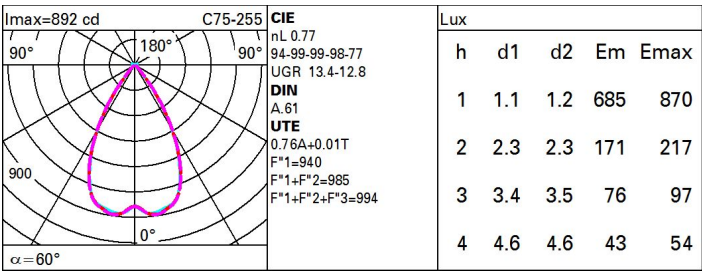 Imax=892 cd C75-255
90° 180° 90°
900
0°
α=60°
CIE
nL 0.77
94-99-99-98-77
UGR 13.4-12.8
DIN
A.61
UTE
0.76A+0.01T
F"1=940
F"1+F"2=985
F"1+F"2+F"3=994
Lux
h d1 d2 Em Emax
1 1.1 1.2 685 870
2 2.3 2.3 171 217
3 3.4 3.5 76 97
4 4.6 4.6 43 54